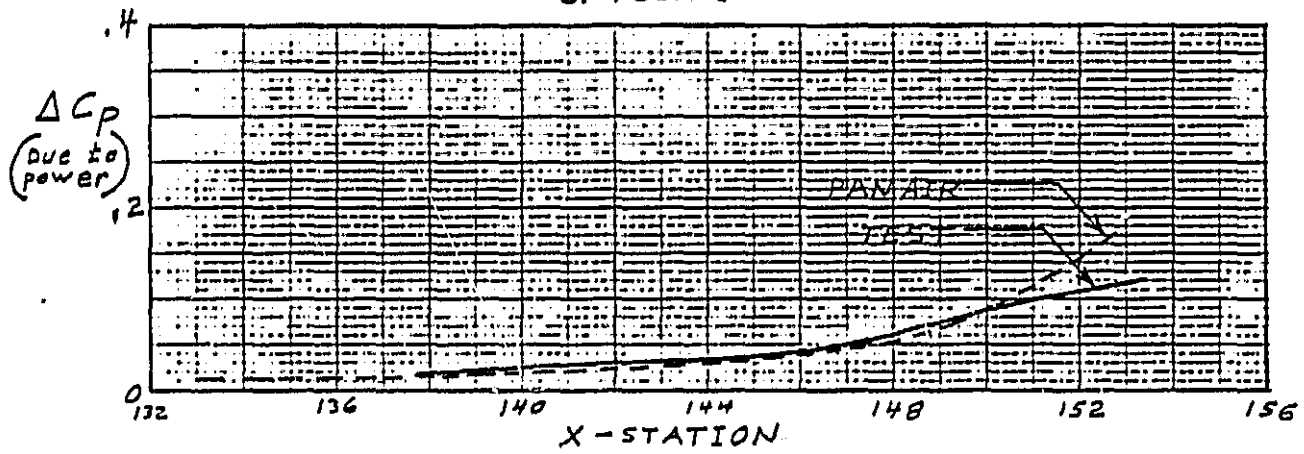 .4
ΔCp
(Due to
power)
.2
PANAIR
TEST
0
132 136 140 144 148 152 156
X-STATION